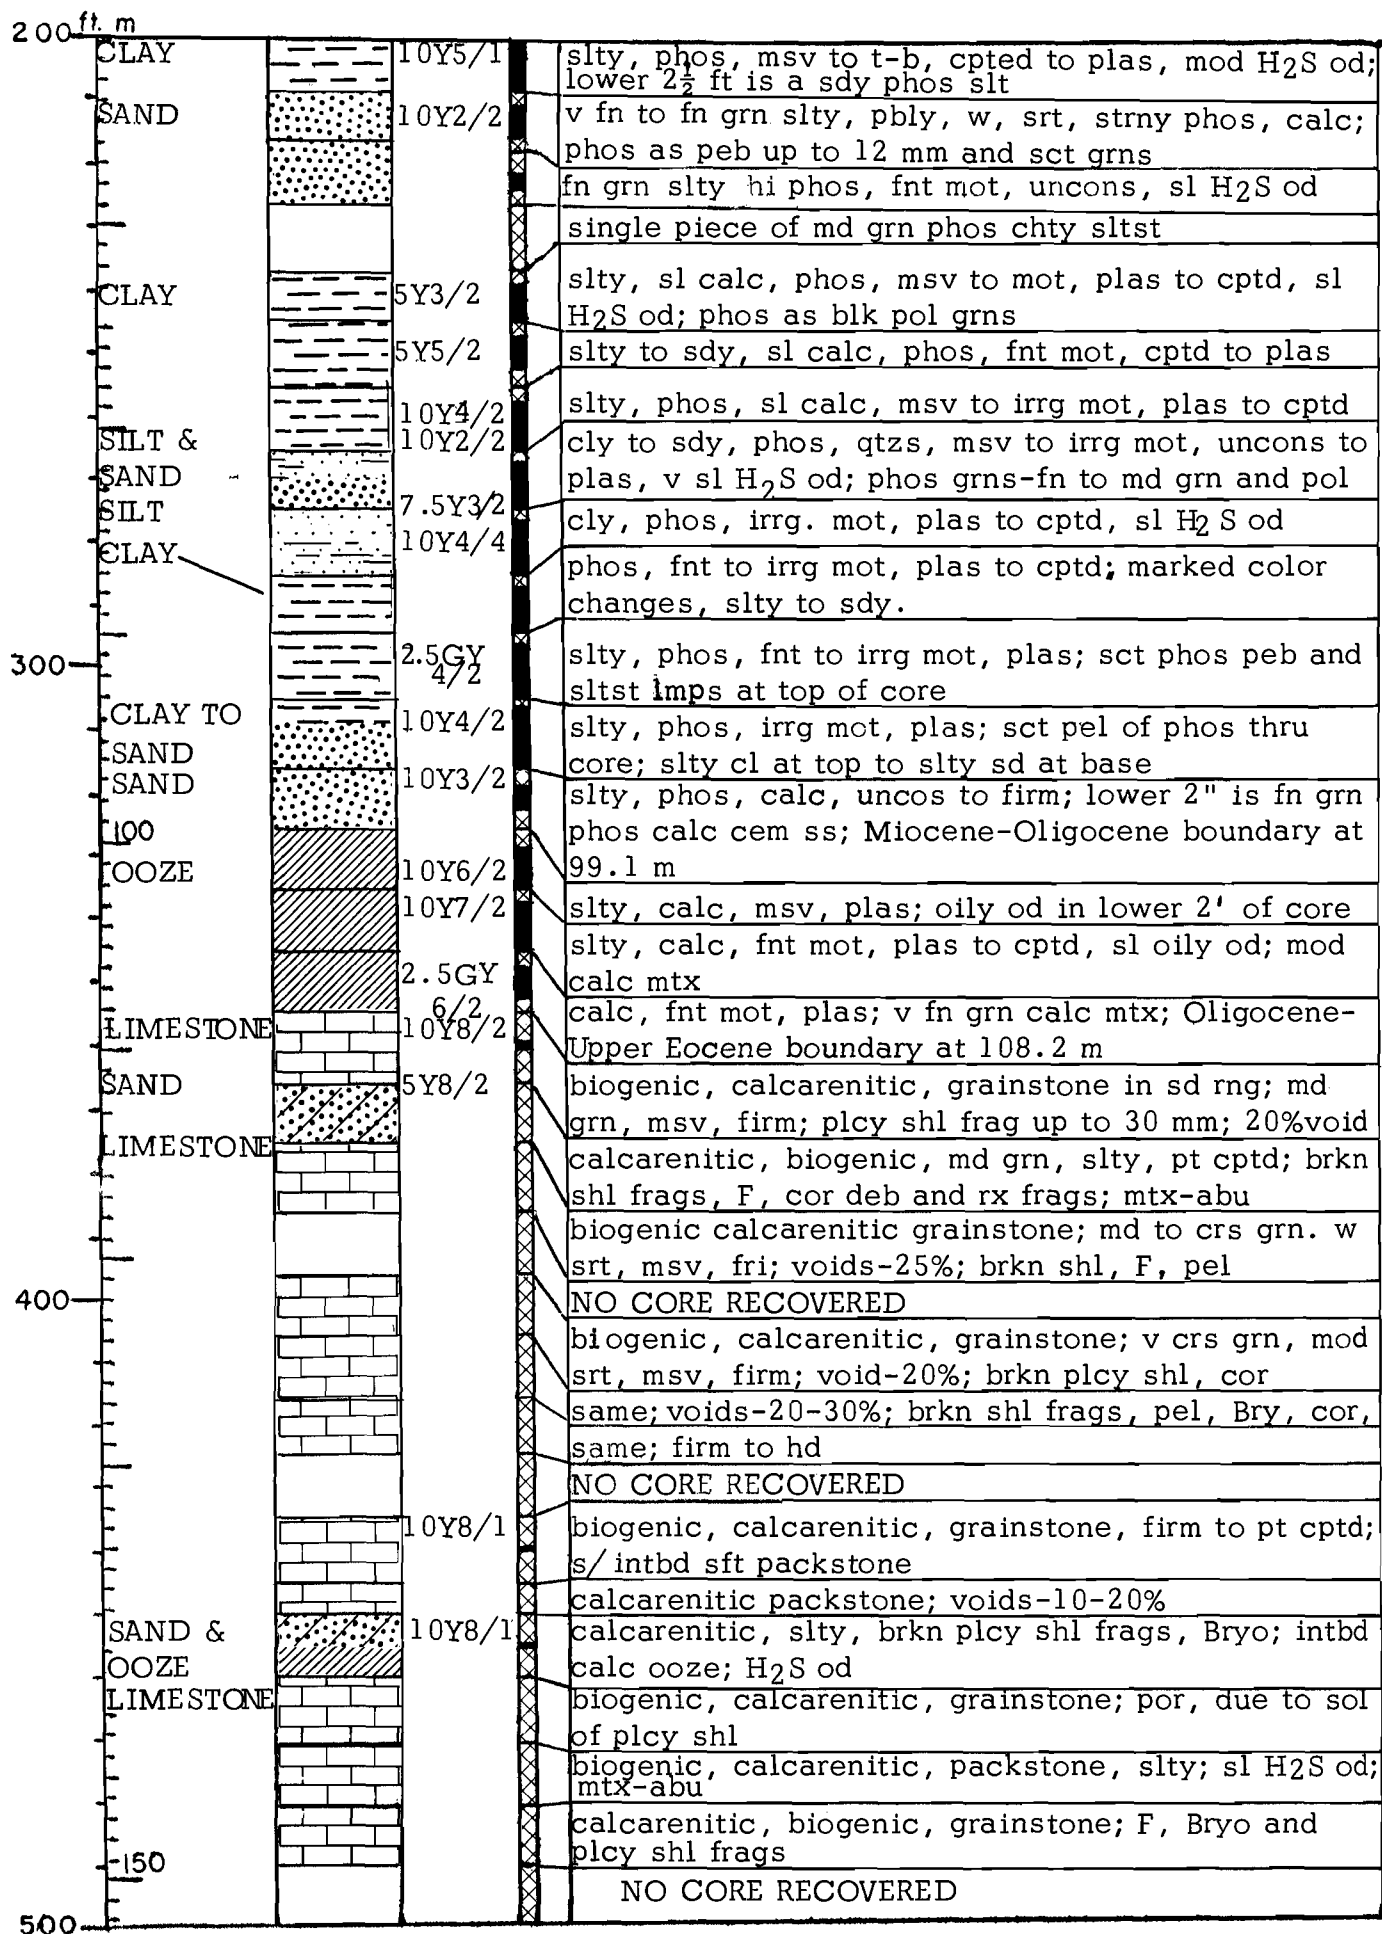 ft. m
200
CLAY
10Y5/1
slty, phos, msv to t-b, cpted to plas, mod H2S od;
lower 2½ ft is a sdy phos slt
SAND
10Y2/2
v fn to fn grn slty, pbly, w, srt, strny phos, calc;
phos as peb up to 12 mm and sct grns
fn grn slty hi phos, fnt mot, uncons, sl H2S od
single piece of md grn phos chty sltst
CLAY
5Y3/2
slty, sl calc, phos, msv to mot, plas to cptd, sl
H2S od; phos as blk pol grns
5Y5/2
slty to sdy, sl calc, phos, fnt mot, cptd to plas
10Y4/2
slty, phos, sl calc, msv to irrg mot, plas to cptd
SILT &
SAND
10Y2/2
cly to sdy, phos, qtzs, msv to irrg mot, uncons to
plas, v sl H2S od; phos grns-fn to md grn and pol
SILT
7.5Y3/2
cly, phos, irrg. mot, plas to cptd, sl H2 S od
CLAY
10Y4/4
phos, fnt to irrg mot, plas to cptd; marked color
changes, slty to sdy.
300
2.5GY
4/2
slty, phos, fnt to irrg mot, plas; sct phos peb and
sltst lmps at top of core
CLAY TO
SAND
10Y4/2
slty, phos, irrg mot, plas; sct pel of phos thru
core; slty cl at top to slty sd at base
SAND
10Y3/2
slty, phos, calc, uncos to firm; lower 2" is fn grn
phos calc cem ss; Miocene-Oligocene boundary at
99.1 m
100
OOZE
10Y6/2
slty, calc, msv, plas; oily od in lower 2' of core
10Y7/2
slty, calc, fnt mot, plas to cptd, sl oily od; mod
calc mtx
2.5GY
6/2
calc, fnt mot, plas; v fn grn calc mtx; Oligocene-
Upper Eocene boundary at 108.2 m
LIMESTONE
10Y8/2
biogenic, calcarenitic, grainstone in sd rng; md
grn, msv, firm; plcy shl frag up to 30 mm; 20%void
SAND
5Y8/2
calcarenitic, biogenic, md grn, slty, pt cptd; brkn
shl frags, F, cor deb and rx frags; mtx-abu
LIMESTONE
biogenic calcarenitic grainstone; md to crs grn. w
srt, msv, fri; voids-25%; brkn shl, F, pel
400
NO CORE RECOVERED
biogenic, calcarenitic, grainstone; v crs grn, mod
srt, msv, firm; void-20%; brkn plcy shl, cor
same; voids-20-30%; brkn shl frags, pel, Bry, cor,
same; firm to hd
NO CORE RECOVERED
10Y8/1
biogenic, calcarenitic, grainstone, firm to pt cptd;
s/ intbd sft packstone
calcarenitic packstone; voids-10-20%
SAND &
OOZE
10Y8/1
calcarenitic, slty, brkn plcy shl frags, Bryo; intbd
calc ooze; H2S od
LIMESTONE
biogenic, calcarenitic, grainstone; por, due to sol
of plcy shl
biogenic, calcarenitic, packstone, slty; sl H2S od;
mtx-abu
calcarenitic, biogenic, grainstone; F, Bryo and
plcy shl frags
150
NO CORE RECOVERED
500